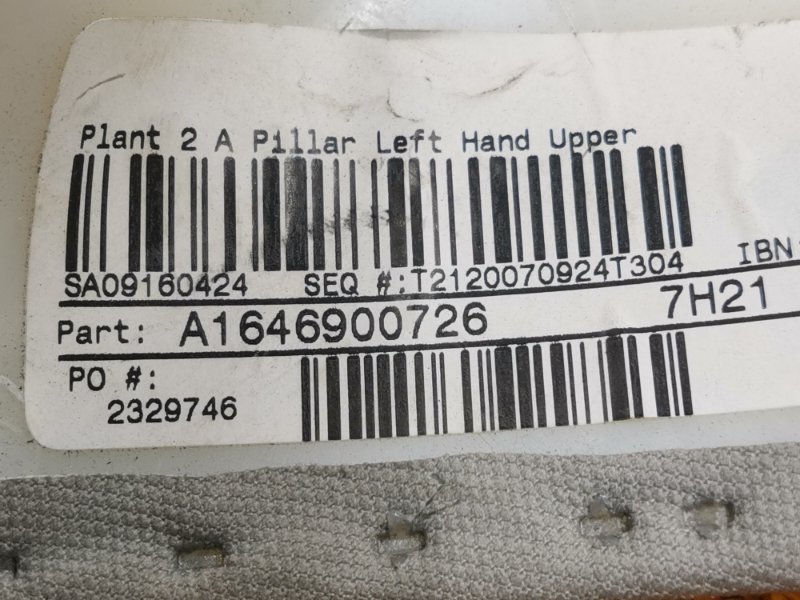 Plant 2 A Pillar Left Hand Upper
SA09160424 SEQ #:T2120070924T304 IBN
Part: A1646900726 7H21
PO #:
2329746